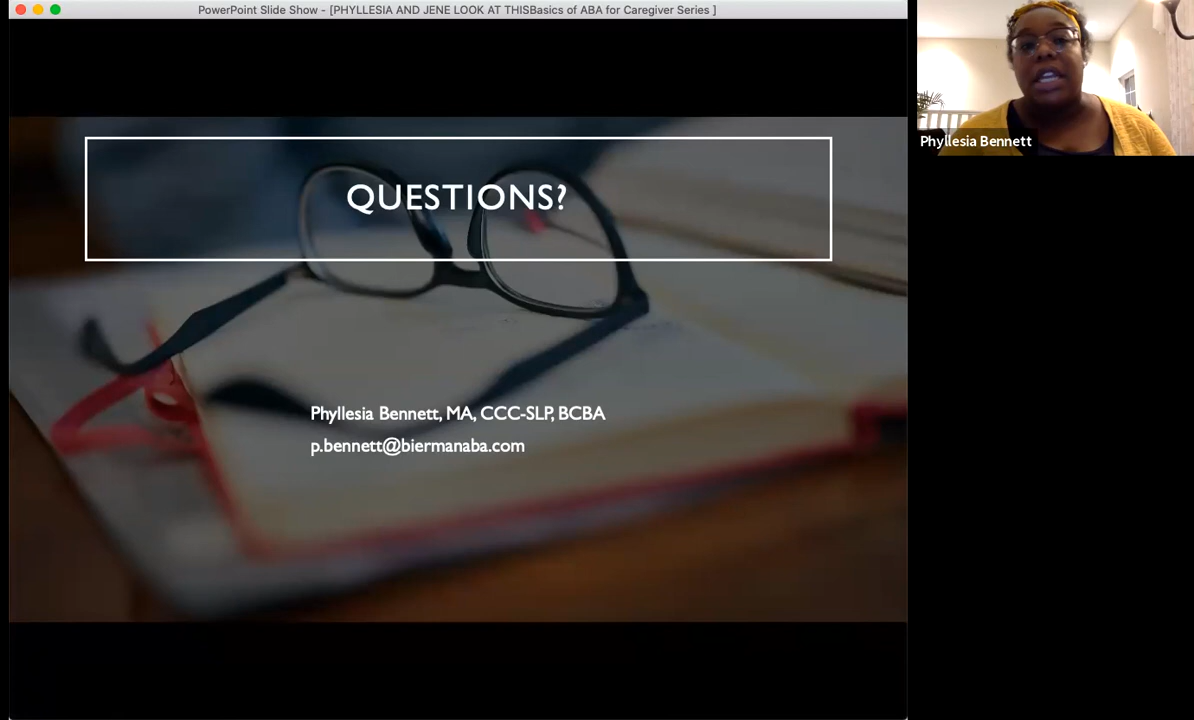 PowerPoint Slide Show - [PHYLLESIA AND JENE LOOK AT THISBasics of ABA for Caregiver Series ]
QUESTIONS?
Phyllesia Bennett, MA, CCC-SLP, BCBA
p.bennett@biermanaba.com
Phyllesia Bennett